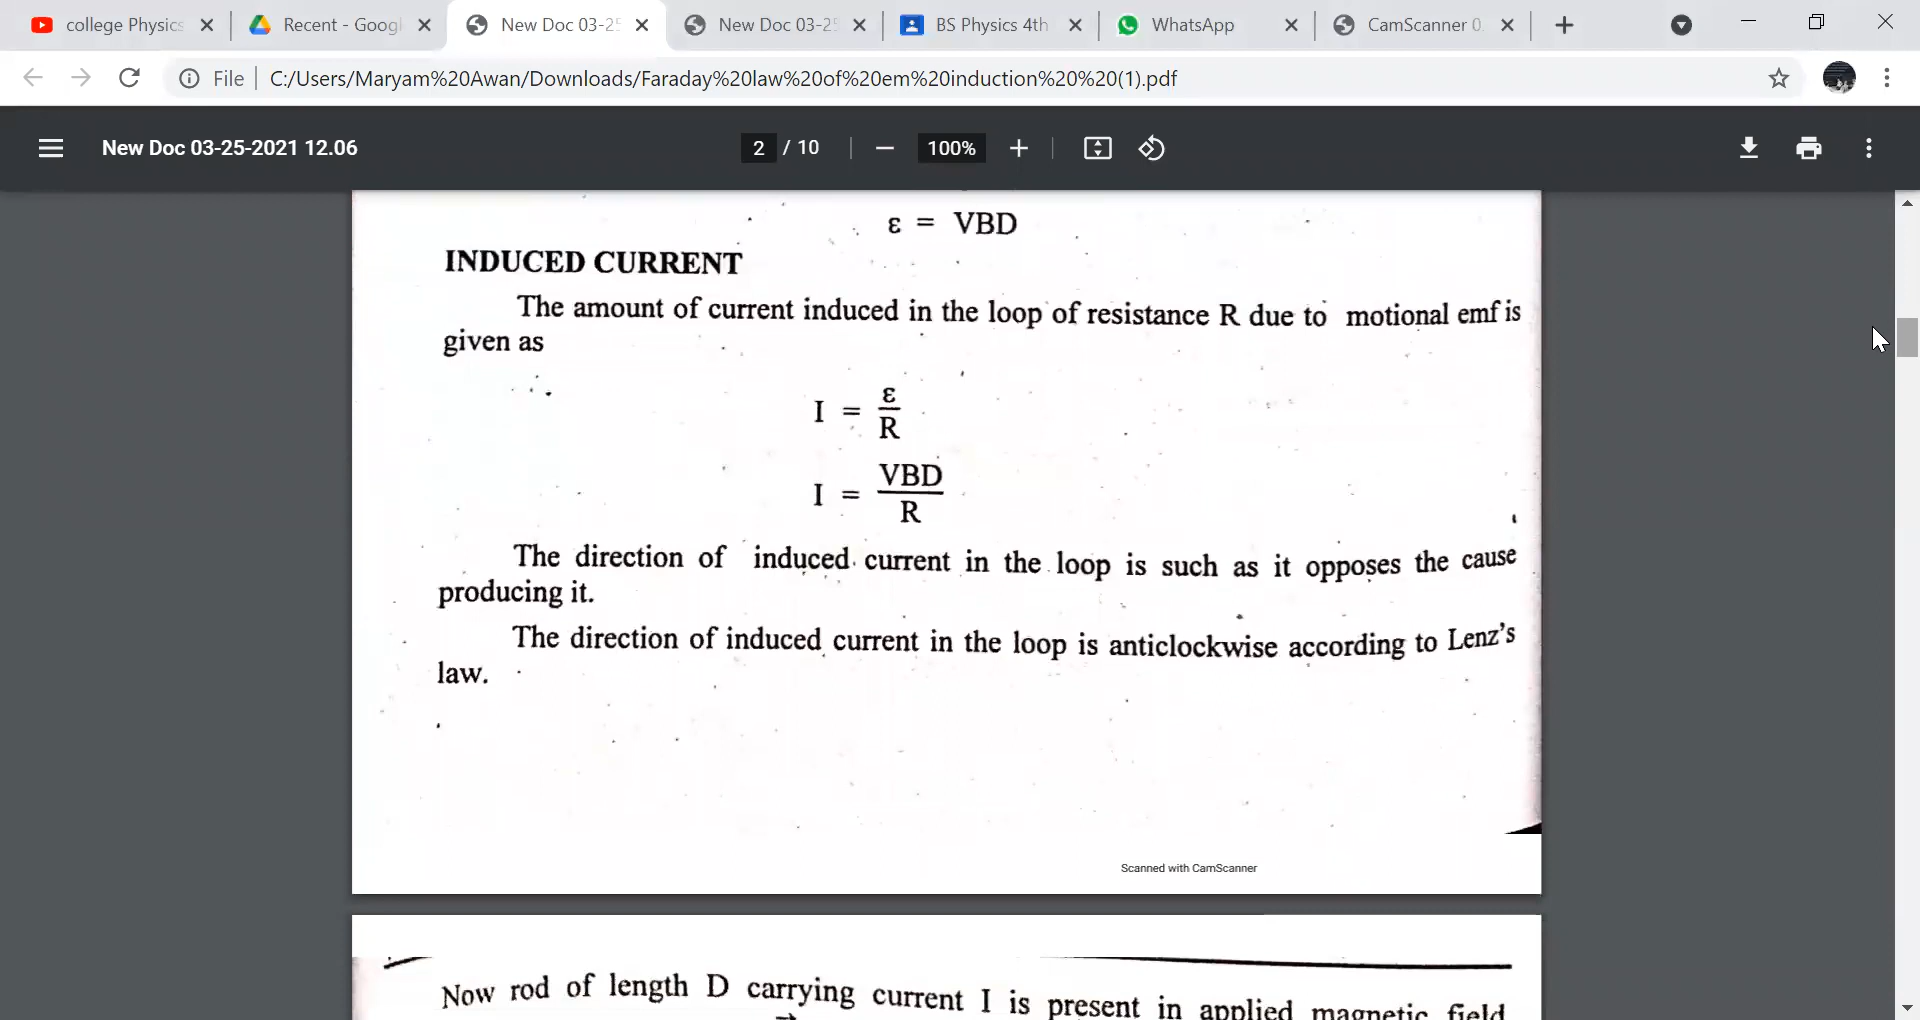 college Physics
Recent - Googl
New Doc 03-25
New Doc 03-25
BS Physics 4th
WhatsApp
CamScanner 0
File
C:/Users/Maryam%20Awan/Downloads/Faraday%20law%20of%20em%20induction%20%20(1).pdf
New Doc 03-25-2021 12.06
2 / 10
100%
ε = VBD
INDUCED CURRENT
The amount of current induced in the loop of resistance R due to motional emf is
given as
I = ε
R
I = VBD
R
The direction of induced current in the loop is such as it opposes the cause
producing it.
The direction of induced current in the loop is anticlockwise according to Lenz's
law.
Scanned with CamScanner
Now rod of length D carrying current I is present in applied magnetic field